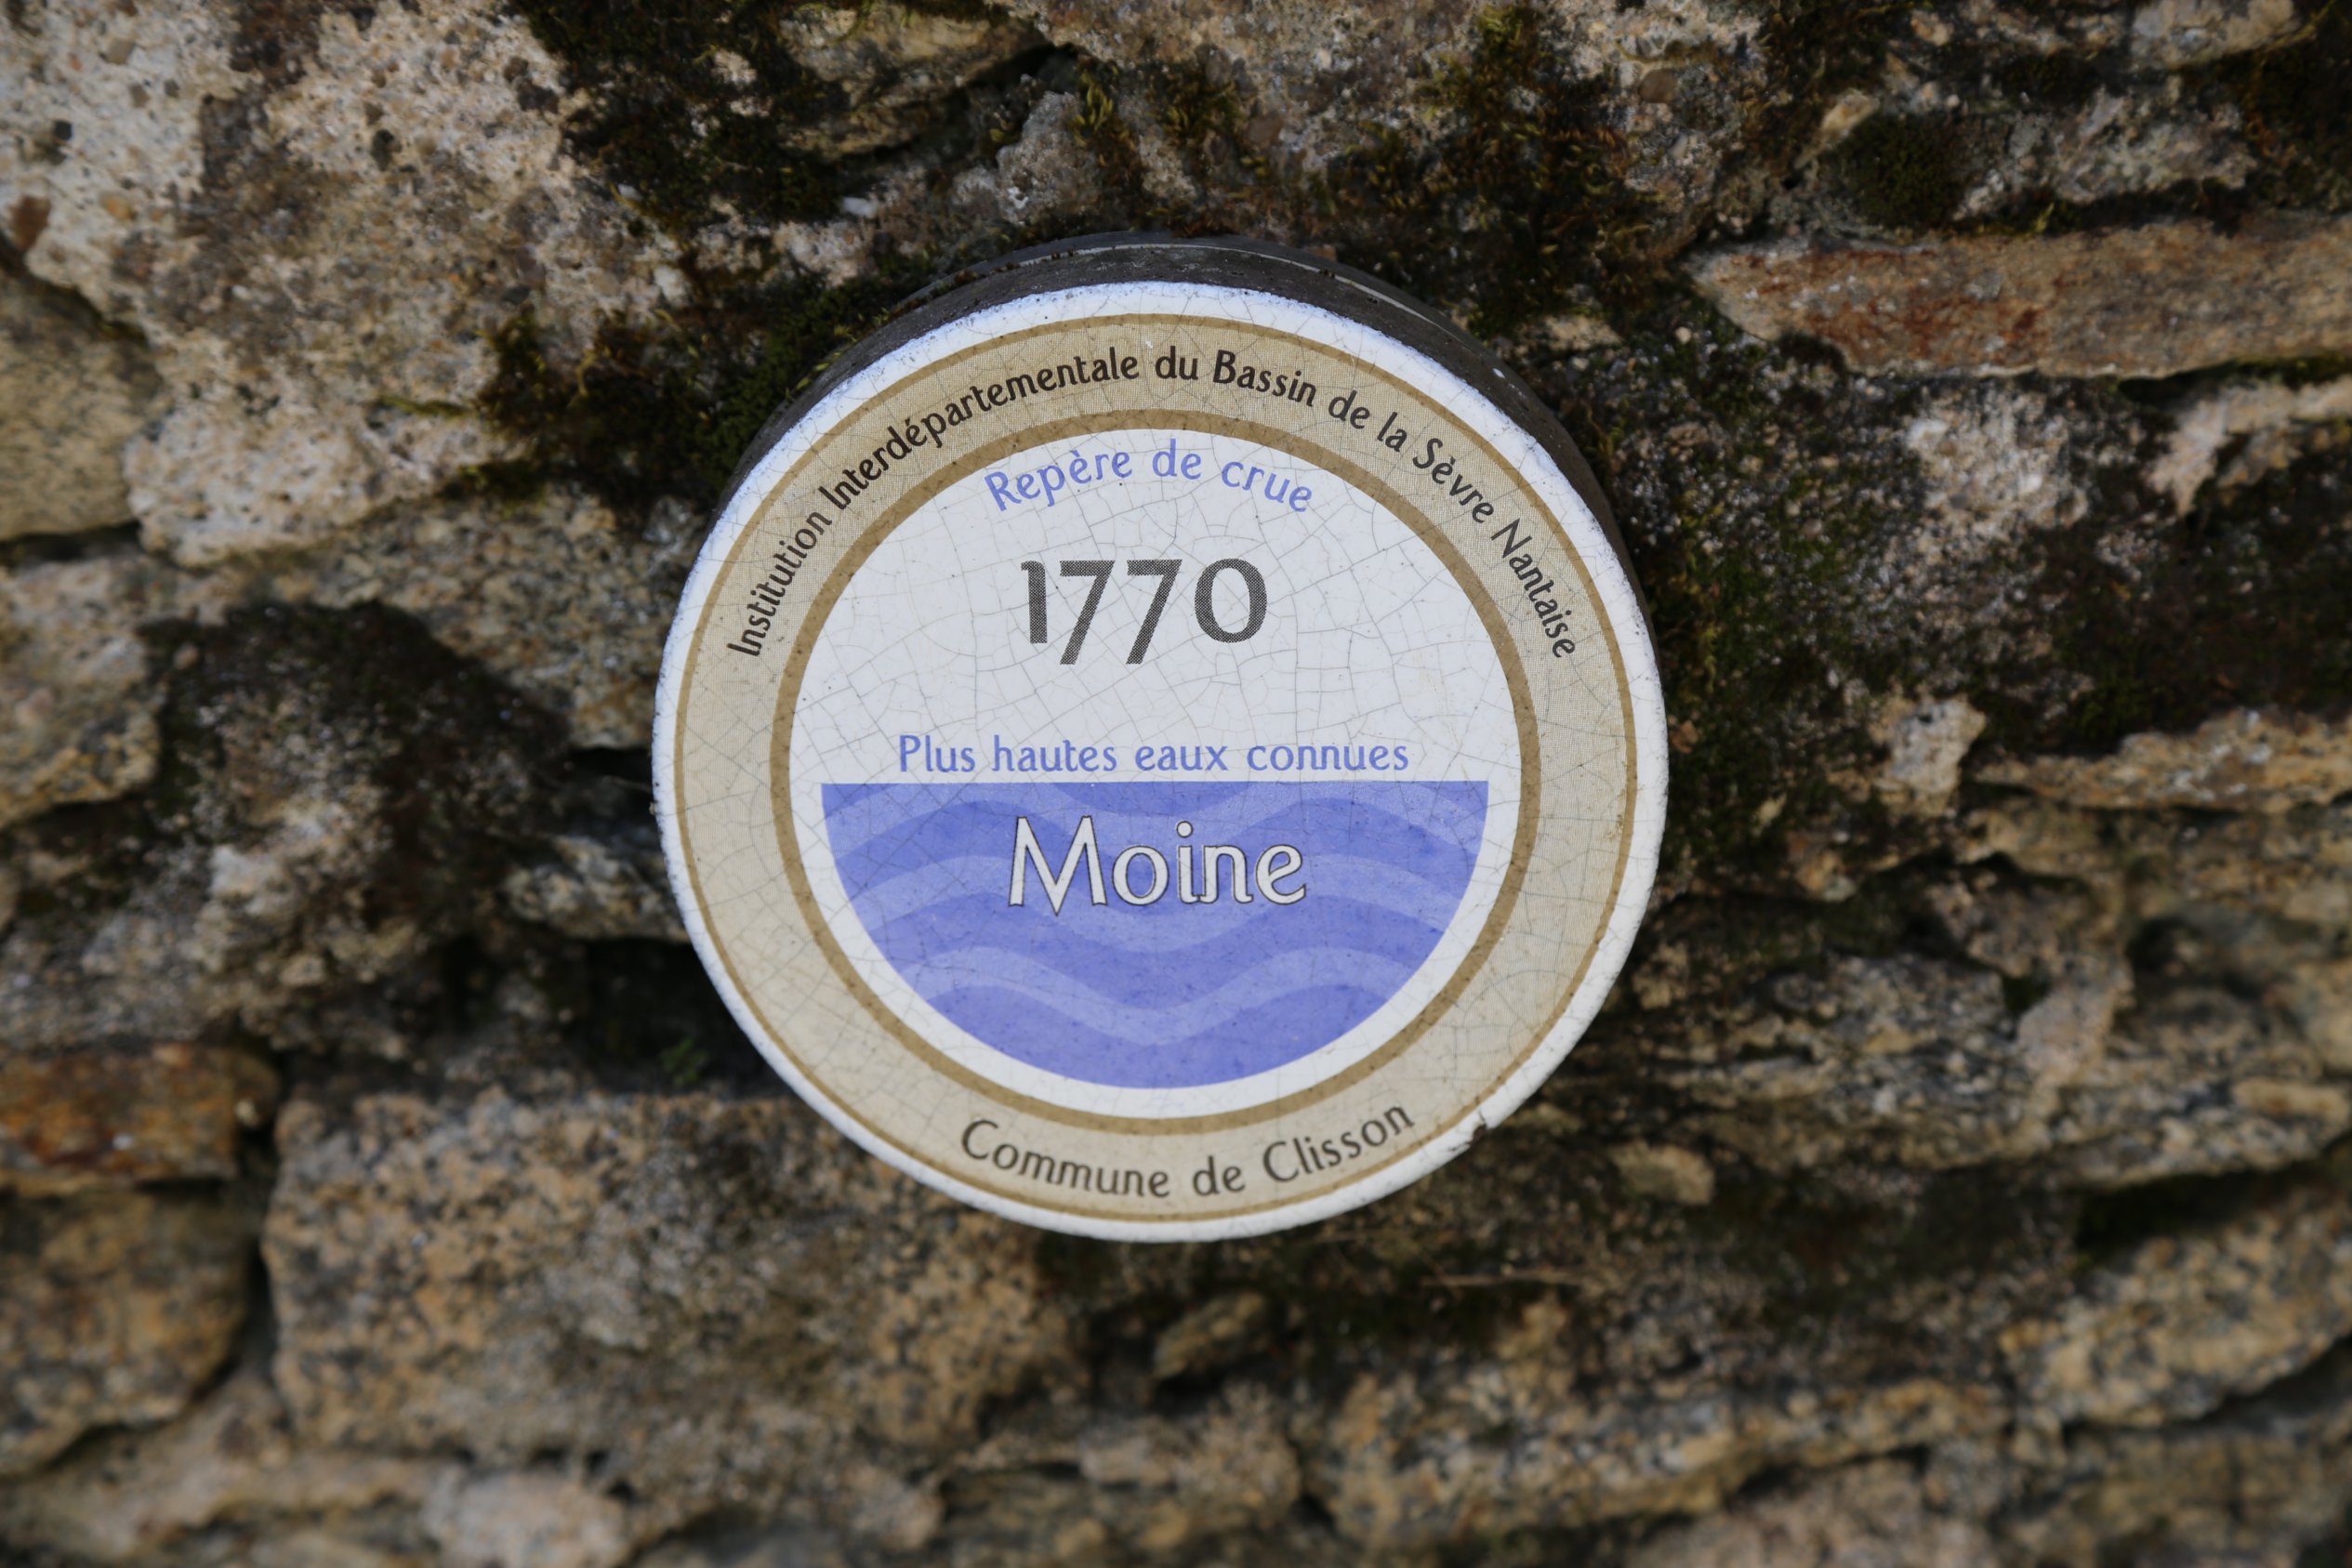 Institution Interdépartementale du Bassin de la Sèvre Nantaise
Repère de crue
1770
Plus hautes eaux connues
Moine
Commune de Clisson